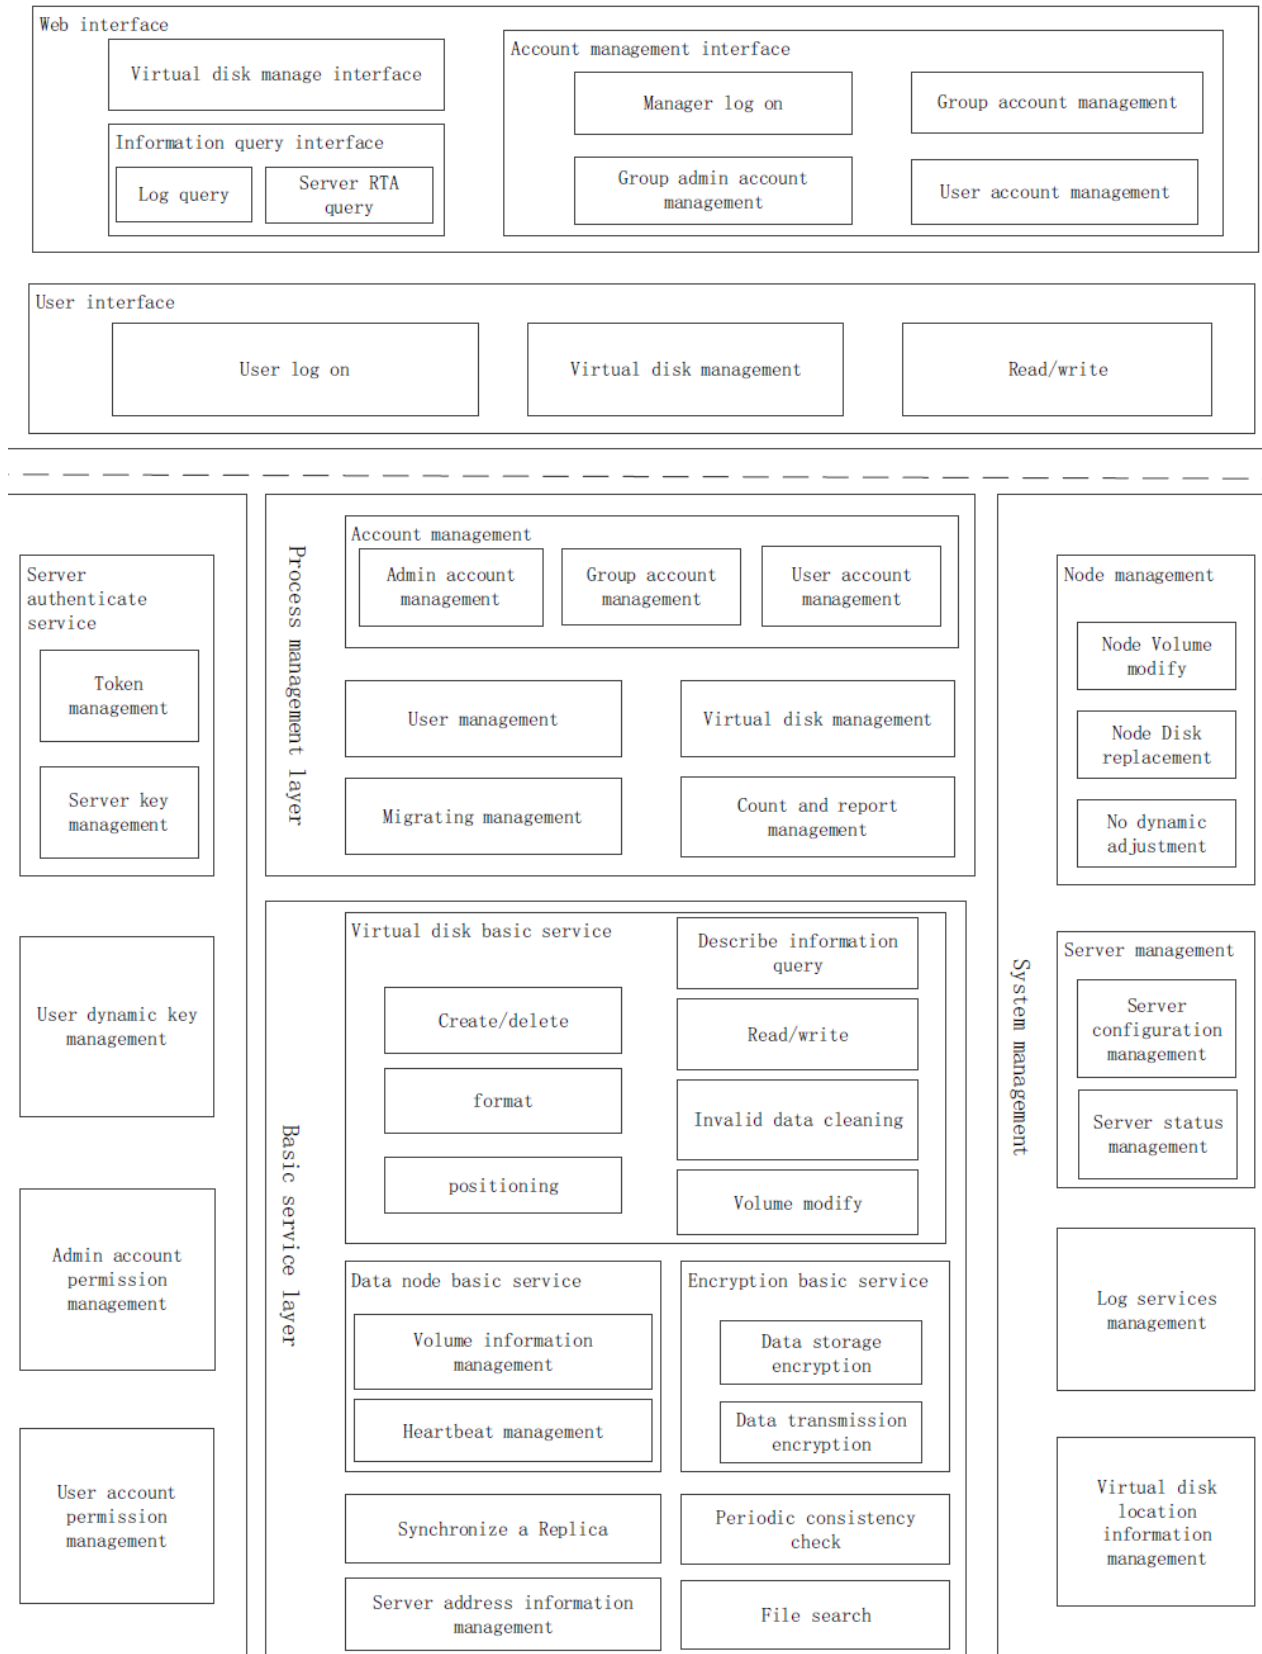 Web interface
Virtual disk manage interface
Information query interface
Log query
Server RTA
query
Account management interface
Manager log on
Group account management
Group admin account
management
User account management
User interface
User log on
Virtual disk management
Read/write
Server
authenticate
service
Token
management
Server key
management
User dynamic key
management
Admin account
permission
management
User account
permission
management
Process management layer
Account management
Admin account
management
Group account
management
User account
management
User management
Virtual disk management
Migrating management
Count and report
management
Basic service layer
Virtual disk basic service
Create/delete
format
positioning
Describe information
query
Read/write
Invalid data cleaning
Volume modify
Data node basic service
Volume information
management
Heartbeat management
Encryption basic service
Data storage
encryption
Data transmission
encryption
Synchronize a Replica
Periodic consistency
check
Server address information
management
File search
System management
Node management
Node Volume
modify
Node Disk
replacement
No dynamic
adjustment
Server management
Server
configuration
management
Server status
management
Log services
management
Virtual disk
location
information
management